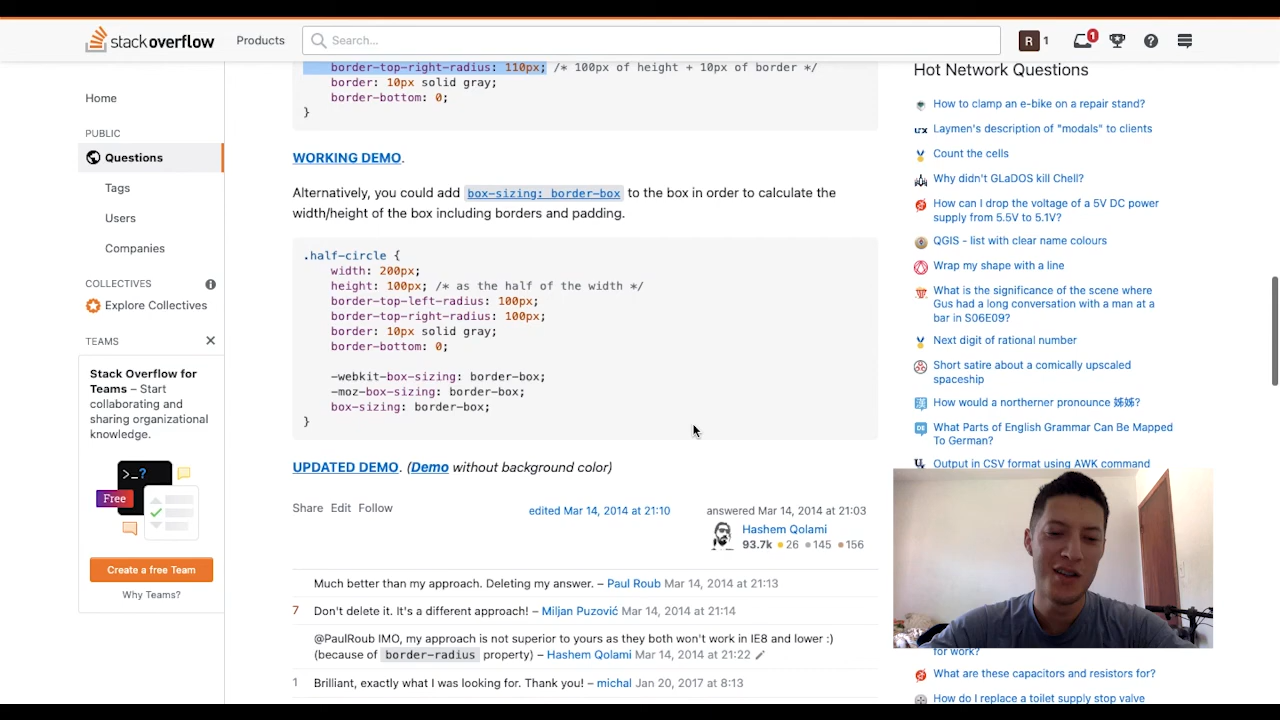 stackoverflow
Products
Search...
R 1
1
Home
PUBLIC
Questions
Tags
Users
Companies
COLLECTIVES
Explore Collectives
TEAMS
Stack Overflow for
Teams – Start
collaborating and
sharing organizational
knowledge.
>_?
Free
Create a free Team
Why Teams?
border-top-right-radius: 110px; /* 100px of height + 10px of border */
border: 10px solid gray;
border-bottom: 0;
}
WORKING DEMO.
Alternatively, you could add box-sizing: border-box to the box in order to calculate the
width/height of the box including borders and padding.
.half-circle {
width: 200px;
height: 100px; /* as the half of the width */
border-top-left-radius: 100px;
border-top-right-radius: 100px;
border: 10px solid gray;
border-bottom: 0;
-webkit-box-sizing: border-box;
-moz-box-sizing: border-box;
box-sizing: border-box;
}
UPDATED DEMO. (Demo without background color)
Share Edit Follow
edited Mar 14, 2014 at 21:10
answered Mar 14, 2014 at 21:03
Hashem Qolami
93.7k 26 145 156
Much better than my approach. Deleting my answer. – Paul Roub Mar 14, 2014 at 21:13
7 Don't delete it. It's a different approach! – Miljan Puzović Mar 14, 2014 at 21:14
@PaulRoub IMO, my approach is not superior to yours as they both won't work in IE8 and lower :)
(because of border-radius property) – Hashem Qolami Mar 14, 2014 at 21:22
1 Brilliant, exactly what I was looking for. Thank you! – michal Jan 20, 2017 at 8:13
Hot Network Questions
How to clamp an e-bike on a repair stand?
Laymen's description of "modals" to clients
Count the cells
Why didn't GLaDOS kill Chell?
How can I drop the voltage of a 5V DC power
supply from 5.5V to 5.1V?
QGIS - list with clear name colours
Wrap my shape with a line
What is the significance of the scene where
Gus had a long conversation with a man at a
bar in S06E09?
Next digit of rational number
Short satire about a comically upscaled
spaceship
How would a northerner pronounce 姊姊?
What Parts of English Grammar Can Be Mapped
To German?
Output in CSV format using AWK command
for work?
What are these capacitors and resistors for?
How do I replace a toilet supply stop valve